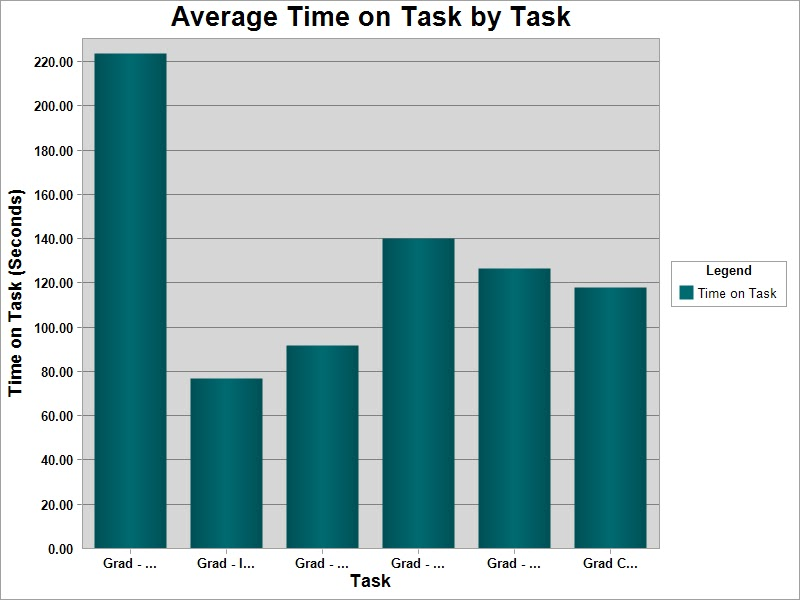 Average Time on Task by Task
Time on Task (Seconds)
220.00
200.00
180.00
160.00
140.00
120.00
100.00
80.00
60.00
40.00
20.00
0.00
Grad - ... Grad - I... Grad - ... Grad - ... Grad - ... Grad C...
Task
Legend
Time on Task